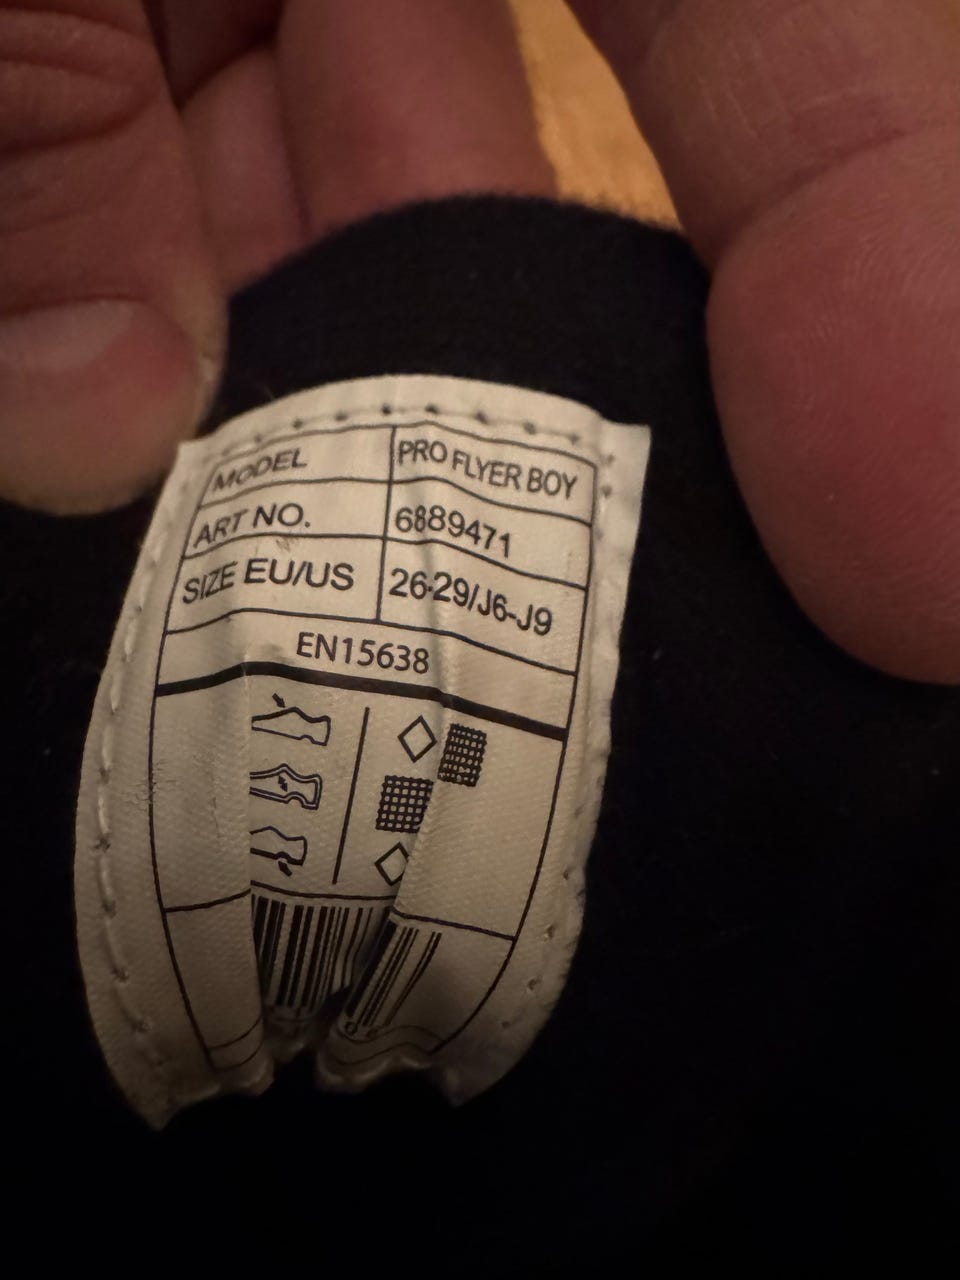 MODEL PRO FLYER BOY
ART NO. 6889471
SIZE EU/US 26-29/J6-J9
EN15638